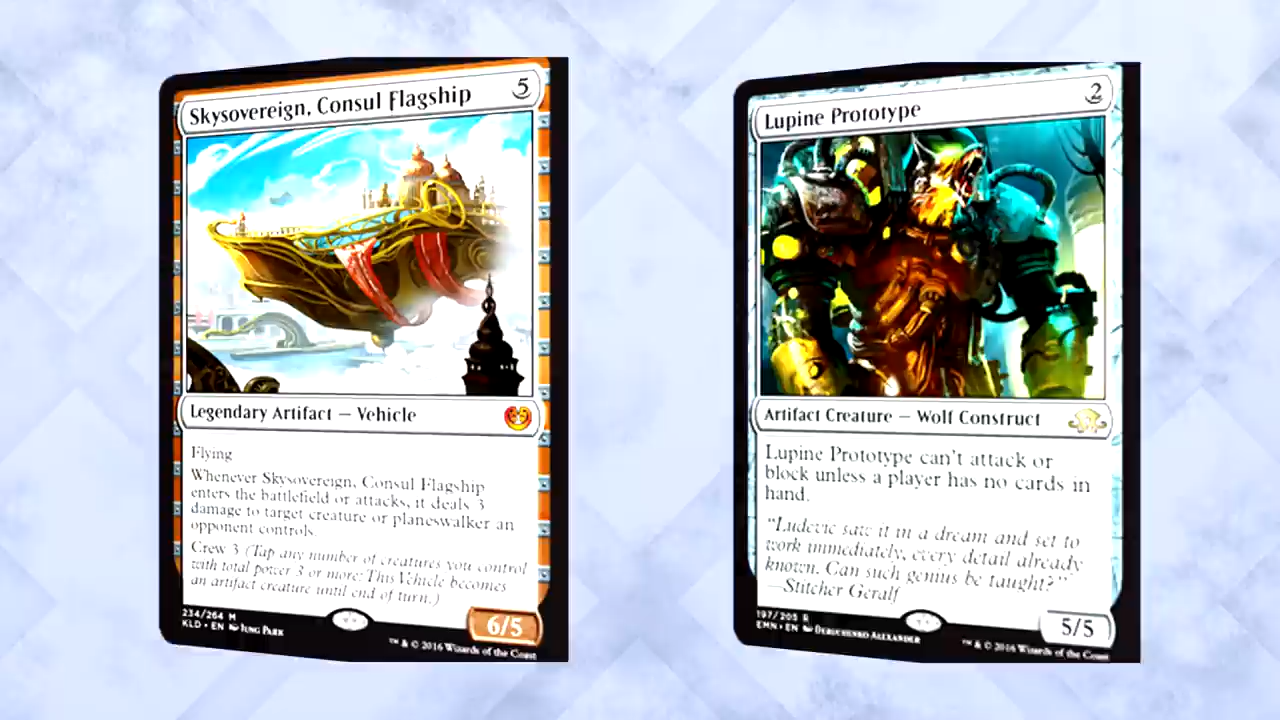 Skysovereign, Consul Flagship 5
Legendary Artifact — Vehicle
Flying
Whenever Skysovereign, Consul Flagship
enters the battlefield or attacks, it deals 3
damage to target creature or planeswalker an
opponent controls.
Crew 3 (Tap any number of creatures you control
with total power 3 or more: This Vehicle becomes
an artifact creature until end of turn.)
234/264 M
KLD • EN Jung Park
6/5
™ & © 2016 Wizards of the Coast
Lupine Prototype 2
Artifact Creature — Wolf Construct
Lupine Prototype can't attack or
block unless a player has no cards in
hand.
"Ludevic saw it in a dream and set to
work immediately, every detail already
known. Can such genius be taught?"
—Stitcher Geralf
197/205 R
EMN • EN Deruchenko Alexander
5/5
™ & © 2016 Wizards of the Coast